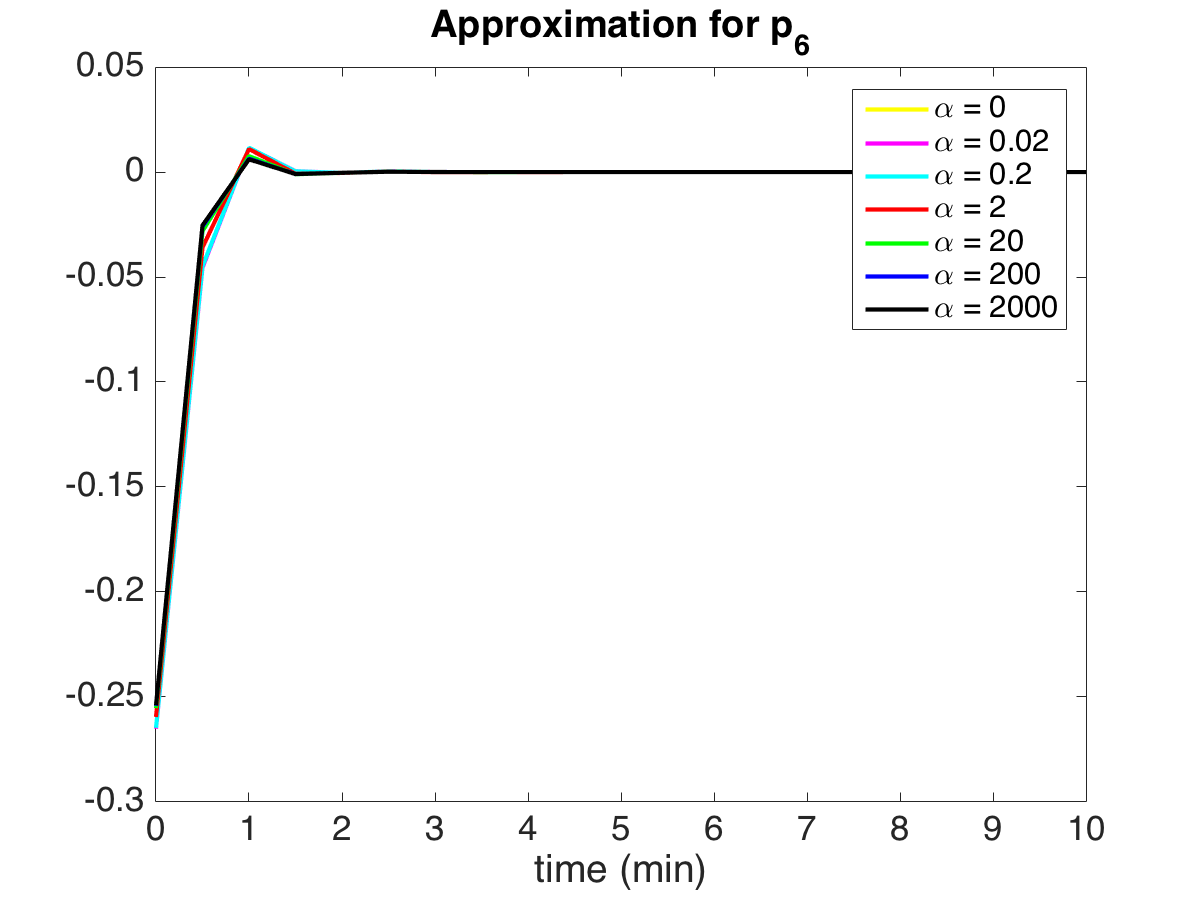 Approximation for p6
0.05
0
-0.05
-0.1
-0.15
-0.2
-0.25
-0.3
α = 0
α = 0.02
α = 0.2
α = 2
α = 20
α = 200
α = 2000
0 1 2 3 4 5 6 7 8 9 10
time (min)